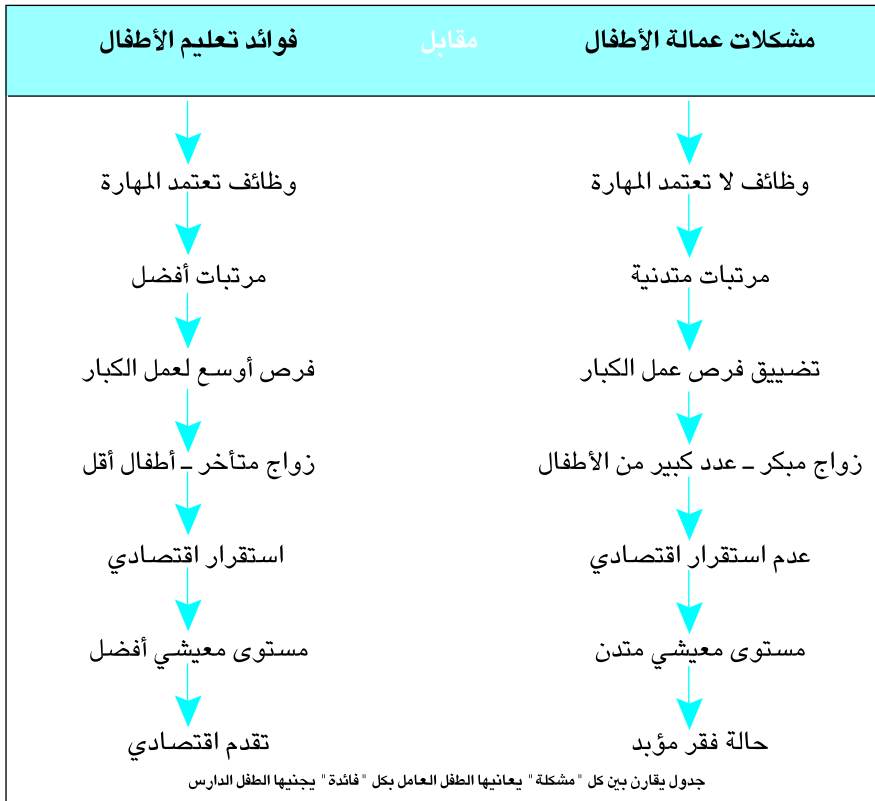 مشكلات عمالة الأطفال مقابل فوائد تعليم الأطفال
وظائف لا تعتمد المهارة وظائف تعتمد المهارة
مرتبات متدنية مرتبات أفضل
تضييق فرص عمل الكبار فرص أوسع لعمل الكبار
زواج مبكر – عدد كبير من الأطفال زواج متأخر – أطفال أقل
عدم استقرار اقتصادي استقرار اقتصادي
مستوى معيشي متدن مستوى معيشي أفضل
حالة فقر مؤبد تقدم اقتصادي
جدول يقارن بين كل "مشكلة" يعانيها الطفل العامل بكل "فائدة" يجنيها الطفل الدارس